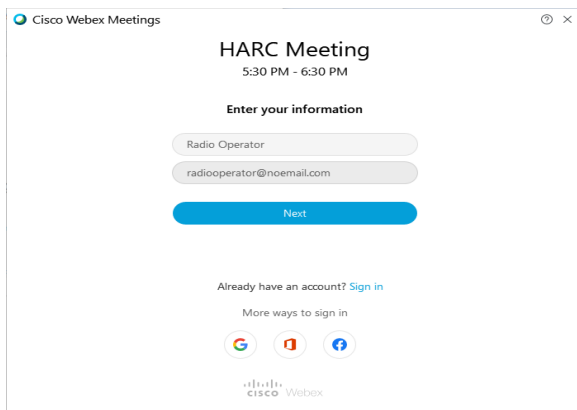 Cisco Webex Meetings
HARC Meeting
5:30 PM - 6:30 PM
Enter your information
Radio Operator
radiooperator@noemail.com
Next
Already have an account? Sign in
More ways to sign in
cisco Webex